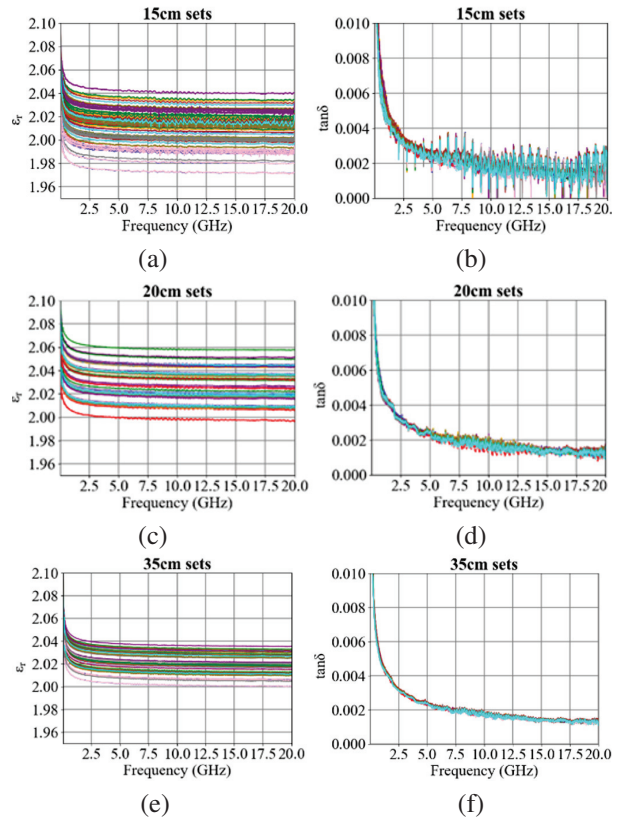 15cm sets
2.10
2.08
2.06
2.04
2.02
2.00
1.98
1.96
εr
2.5 5.0 7.5 10.0 12.5 15.0 17.5 20.0
Frequency (GHz)
(a)
15cm sets
0.010
0.008
0.006
0.004
0.002
0.000
tanδ
2.5 5.0 7.5 10.0 12.5 15.0 17.5 20.
Frequency (GHz)
(b)
20cm sets
2.10
2.08
2.06
2.04
2.02
2.00
1.98
1.96
εr
2.5 5.0 7.5 10.0 12.5 15.0 17.5 20.0
Frequency (GHz)
(c)
20cm sets
0.010
0.008
0.006
0.004
0.002
0.000
tanδ
2.5 5.0 7.5 10.0 12.5 15.0 17.5 20.
Frequency (GHz)
(d)
35cm sets
2.10
2.08
2.06
2.04
2.02
2.00
1.98
1.96
εr
2.5 5.0 7.5 10.0 12.5 15.0 17.5 20.0
Frequency (GHz)
(e)
35cm sets
0.010
0.008
0.006
0.004
0.002
0.000
tanδ
2.5 5.0 7.5 10.0 12.5 15.0 17.5 20.0
Frequency (GHz)
(f)